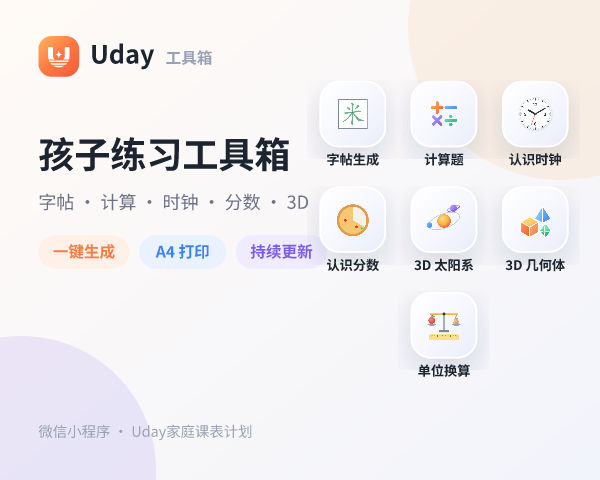 Uday 工具箱
孩子练习工具箱
字帖 · 计算 · 时钟 · 分数 · 3D
一键生成 A4 打印 持续更新
米
字帖生成 计算题 认识时钟
认识分数 3D 太阳系 3D 几何体
单位换算
微信小程序 · Uday家庭课表计划